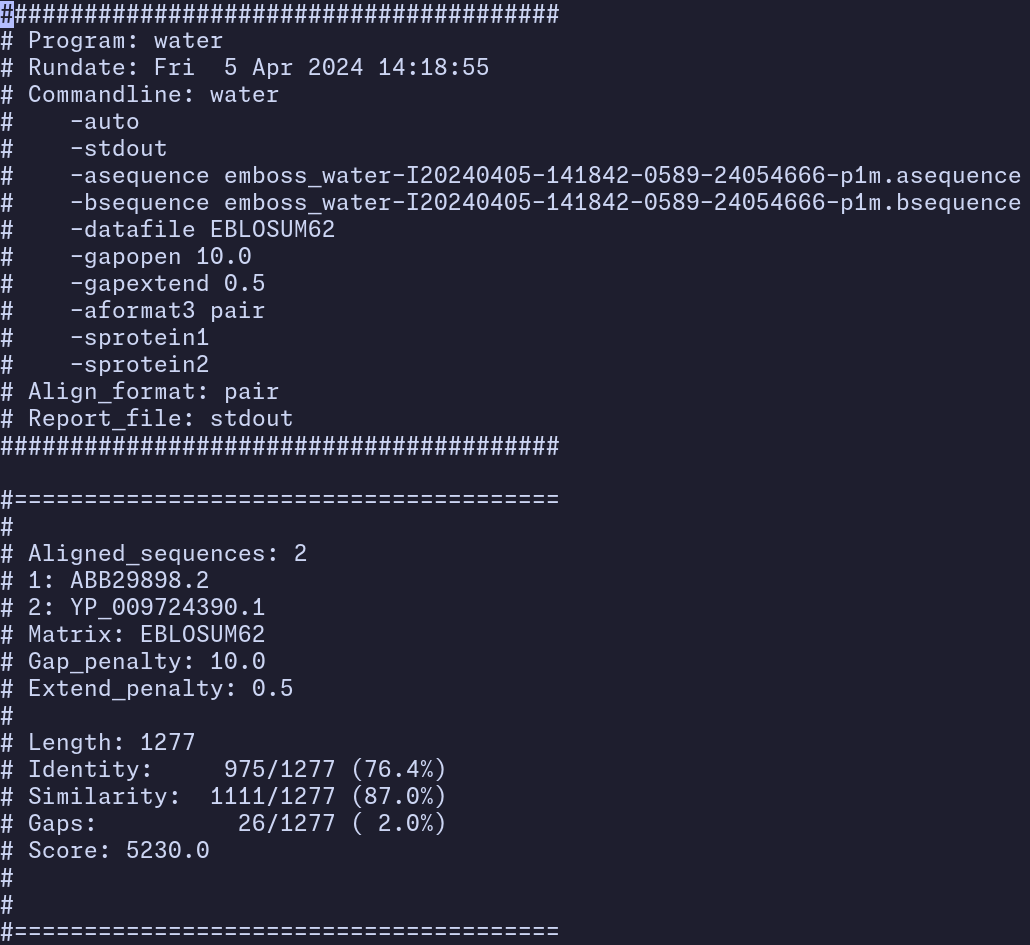 ########################################
# Program: water
# Rundate: Fri  5 Apr 2024 14:18:55
# Commandline: water
#    -auto
#    -stdout
#    -asequence emboss_water-I20240405-141842-0589-24054666-p1m.asequence
#    -bsequence emboss_water-I20240405-141842-0589-24054666-p1m.bsequence
#    -datafile EBLOSUM62
#    -gapopen 10.0
#    -gapextend 0.5
#    -aformat3 pair
#    -sprotein1
#    -sprotein2
# Align_format: pair
# Report_file: stdout
########################################

#=======================================
#
# Aligned_sequences: 2
# 1: ABB29898.2
# 2: YP_009724390.1
# Matrix: EBLOSUM62
# Gap_penalty: 10.0
# Extend_penalty: 0.5
#
# Length: 1277
# Identity:     975/1277 (76.4%)
# Similarity:  1111/1277 (87.0%)
# Gaps:          26/1277 ( 2.0%)
# Score: 5230.0
#
#
#=======================================